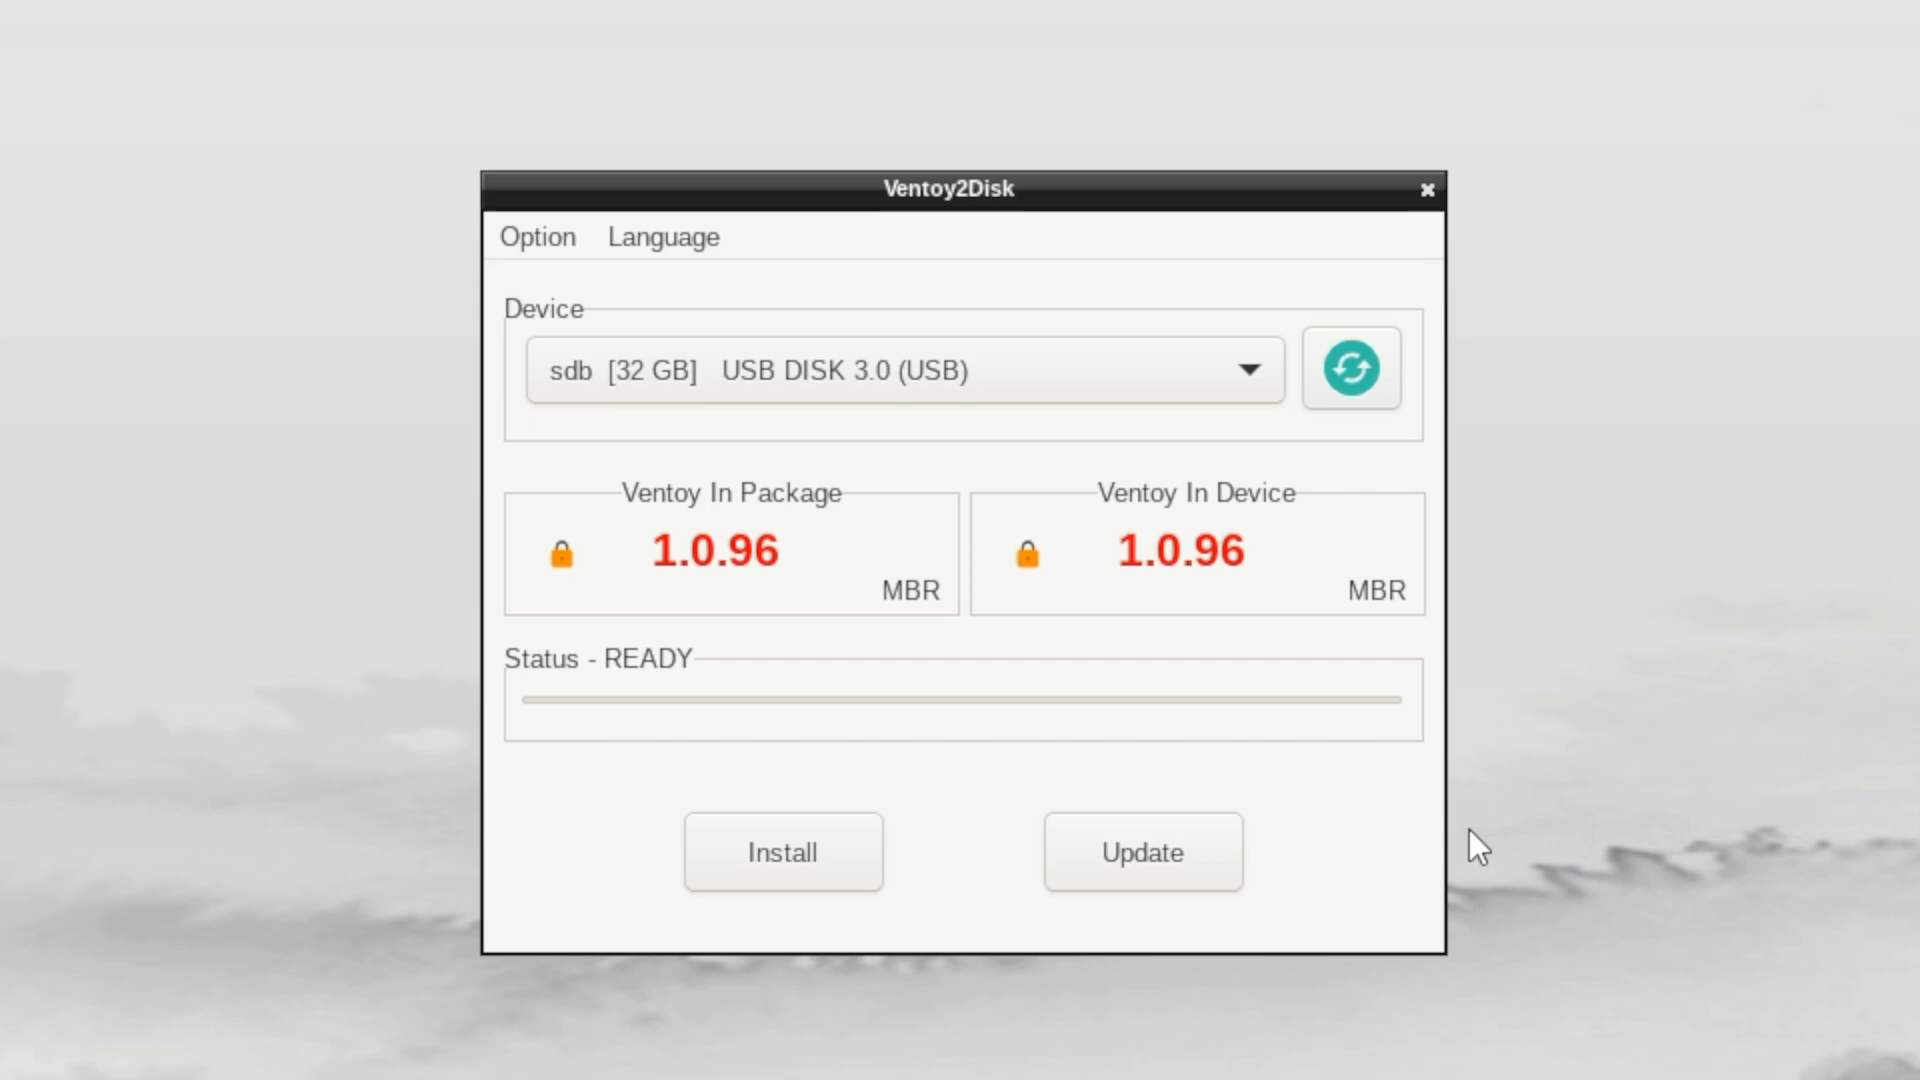 Ventoy2Disk
Option Language
Device
sdb [32 GB] USB DISK 3.0 (USB)
Ventoy In Package Ventoy In Device
1.0.96 1.0.96
MBR MBR
Status - READY
Install Update